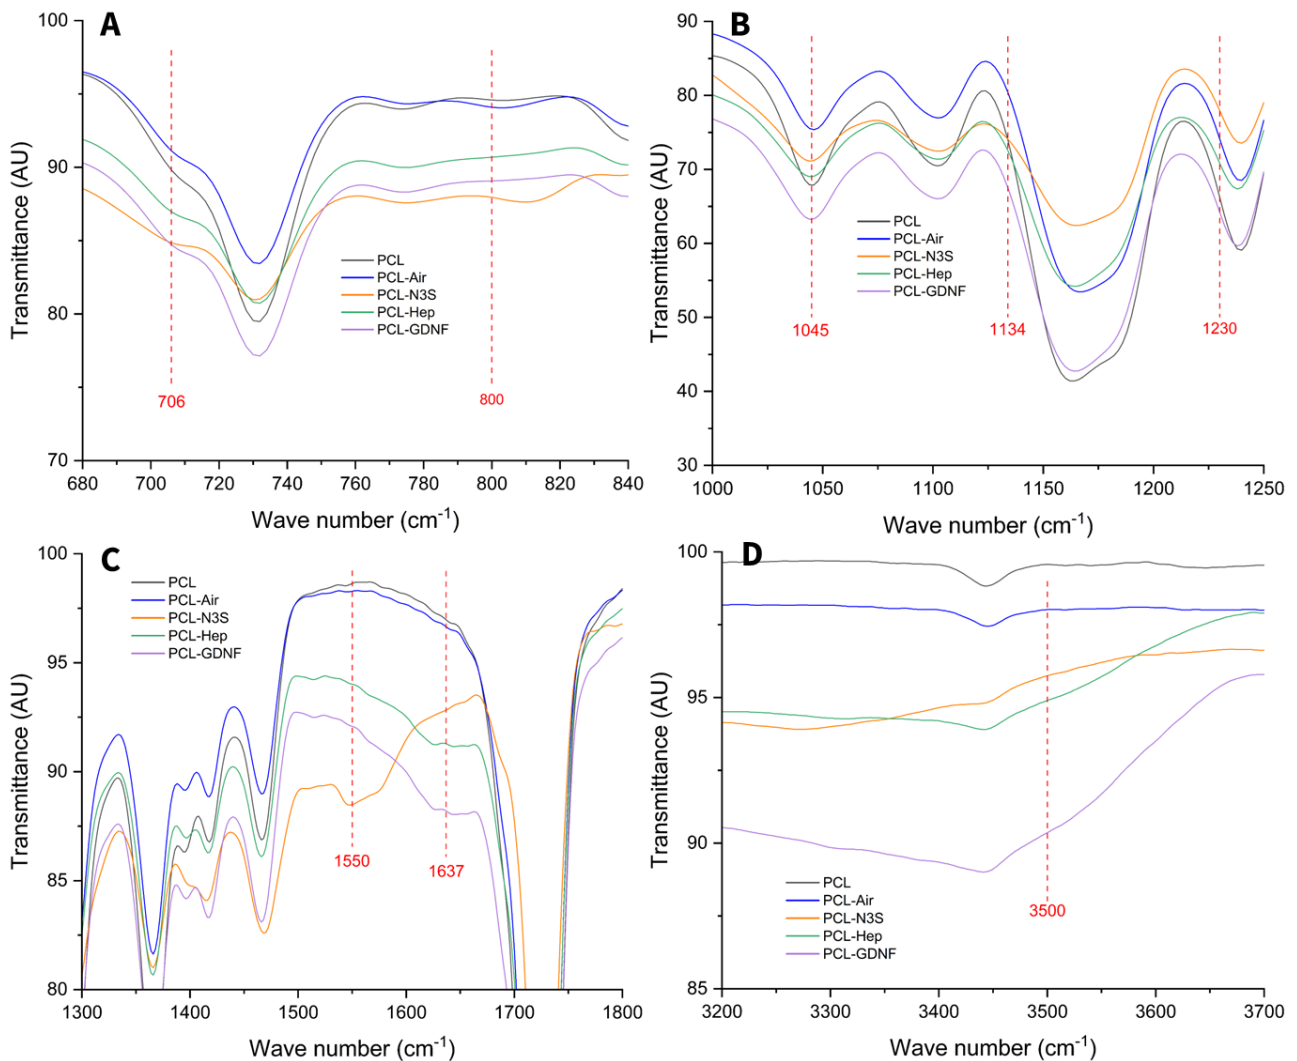 A
100
90
80
70
Transmittance (AU)
706
800
PCL
PCL-Air
PCL-N3S
PCL-Hep
PCL-GDNF
680 700 720 740 760 780 800 820 840
Wave number (cm⁻¹)
B
90
80
70
60
50
40
30
Transmittance (AU)
PCL
PCL-Air
PCL-N3S
PCL-Hep
PCL-GDNF
1045
1134
1230
1000 1050 1100 1150 1200 1250
Wave number (cm⁻¹)
C
100
95
90
85
80
Transmittance (AU)
PCL
PCL-Air
PCL-N3S
PCL-Hep
PCL-GDNF
1550
1637
1300 1400 1500 1600 1700 1800
Wave number (cm⁻¹)
D
100
95
90
85
Transmittance (AU)
PCL
PCL-Air
PCL-N3S
PCL-Hep
PCL-GDNF
3500
3200 3300 3400 3500 3600 3700
Wave number (cm⁻¹)